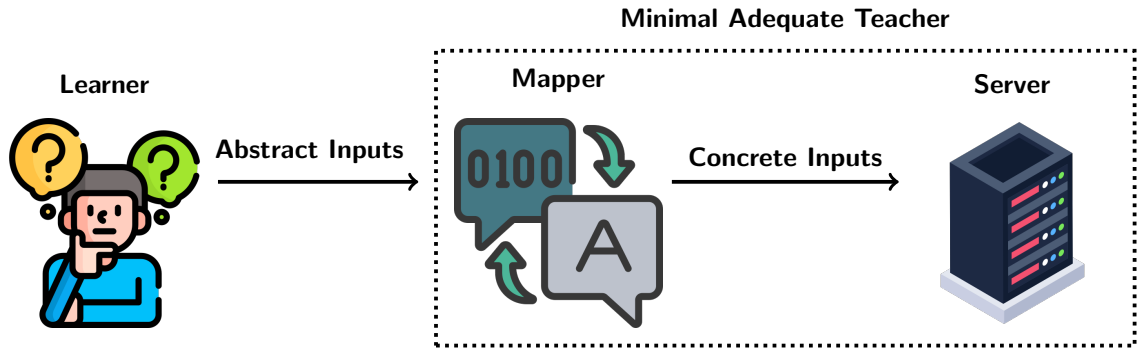 Minimal Adequate Teacher
Learner
Mapper
Server
? ?
Abstract Inputs
0100
Concrete Inputs
A